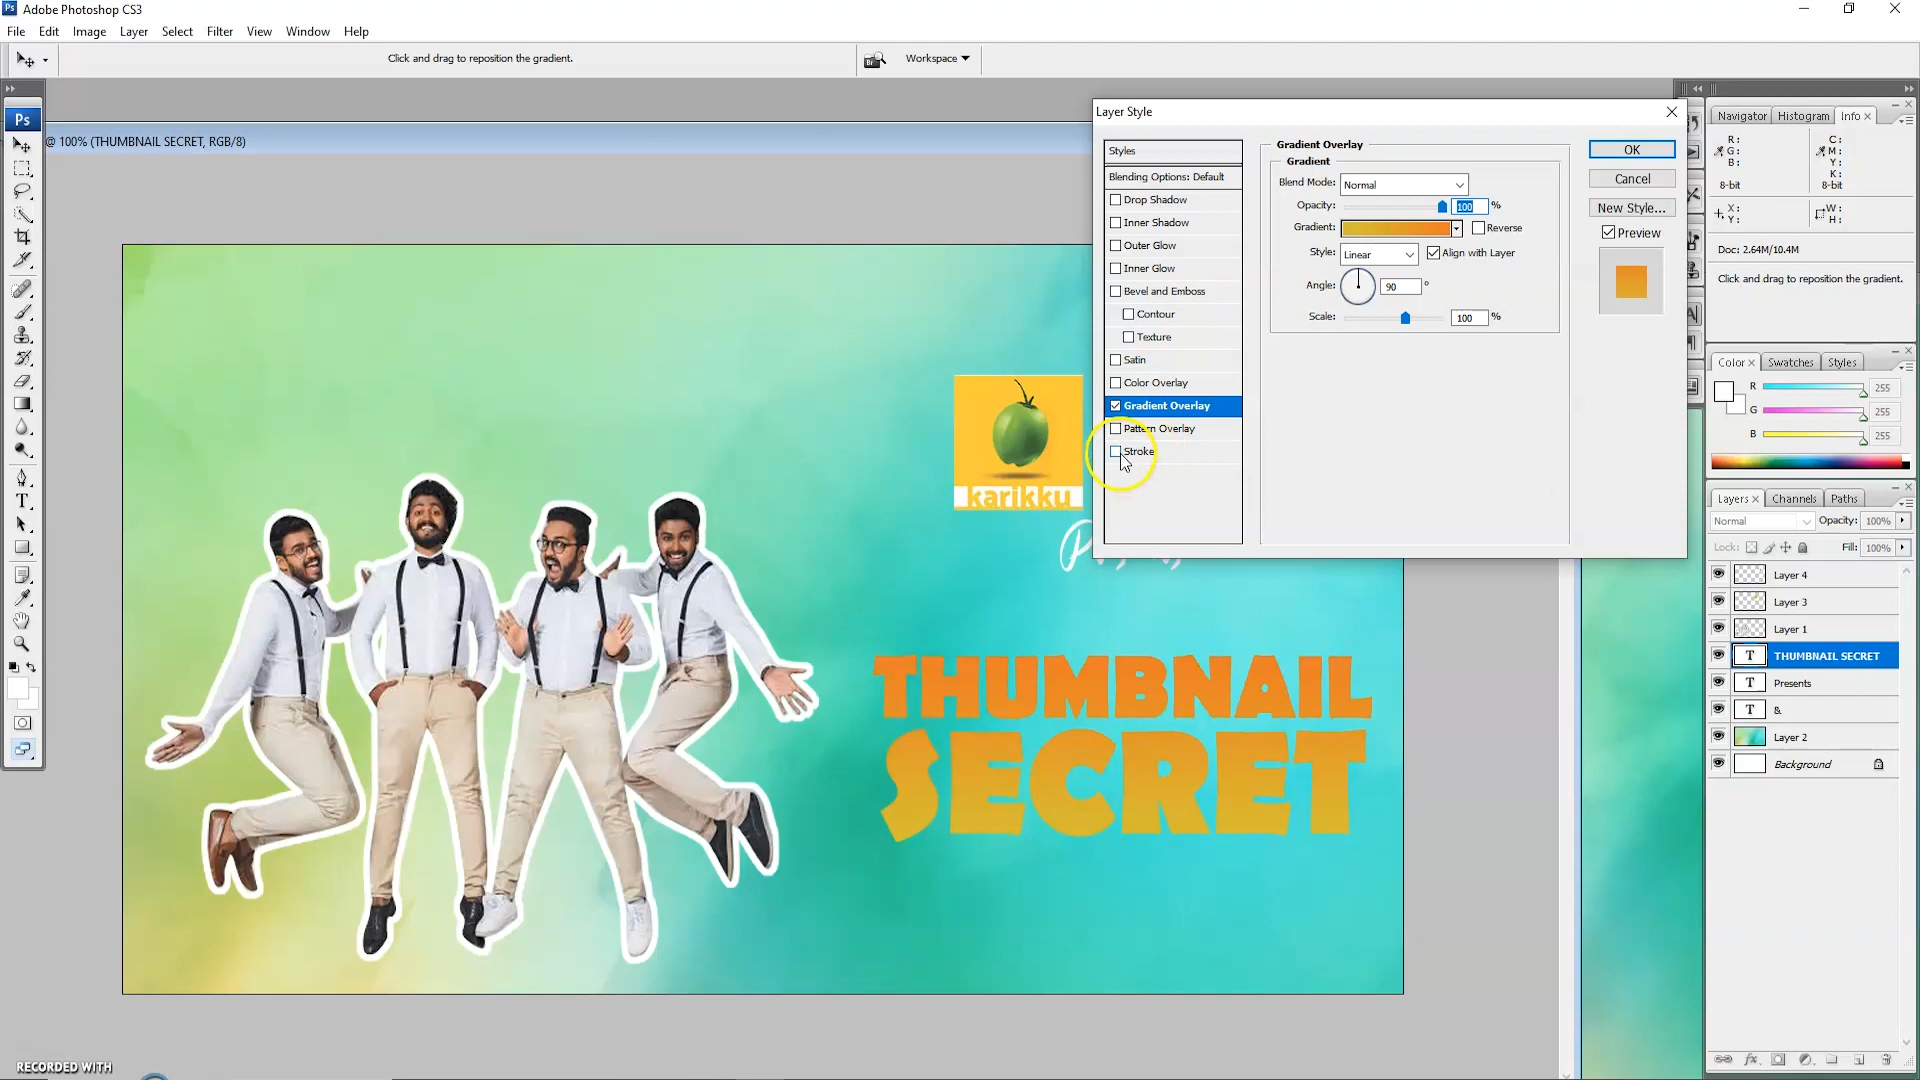 Ps Adobe Photoshop CS3
File Edit Image Layer Select Filter View Window Help
Click and drag to reposition the gradient.
Br Workspace
Ps
@ 100% (THUMBNAIL SECRET, RGB/8)
karikku
THUMBNAIL
SECRET
Layer Style
Styles
Blending Options: Default
Drop Shadow
Inner Shadow
Outer Glow
Inner Glow
Bevel and Emboss
Contour
Texture
Satin
Color Overlay
Gradient Overlay
Pattern Overlay
Stroke
Gradient Overlay
Gradient
Blend Mode: Normal
Opacity: 100 %
Gradient: Reverse
Style: Linear Align with Layer
Angle: 90 °
Scale: 100 %
OK
Cancel
New Style...
Preview
Navigator Histogram Info
R: C:
G: M:
B: Y:
K:
8-bit 8-bit
X: W:
Y: H:
Doc: 2.64M/10.4M
Click and drag to reposition the gradient.
Color Swatches Styles
R 255
G 255
B 255
Layers Channels Paths
Normal Opacity: 100%
Lock: Fill: 100%
Layer 4
Layer 3
Layer 1
T THUMBNAIL SECRET
T Presents
T &
Layer 2
Background
fx
RECORDED WITH